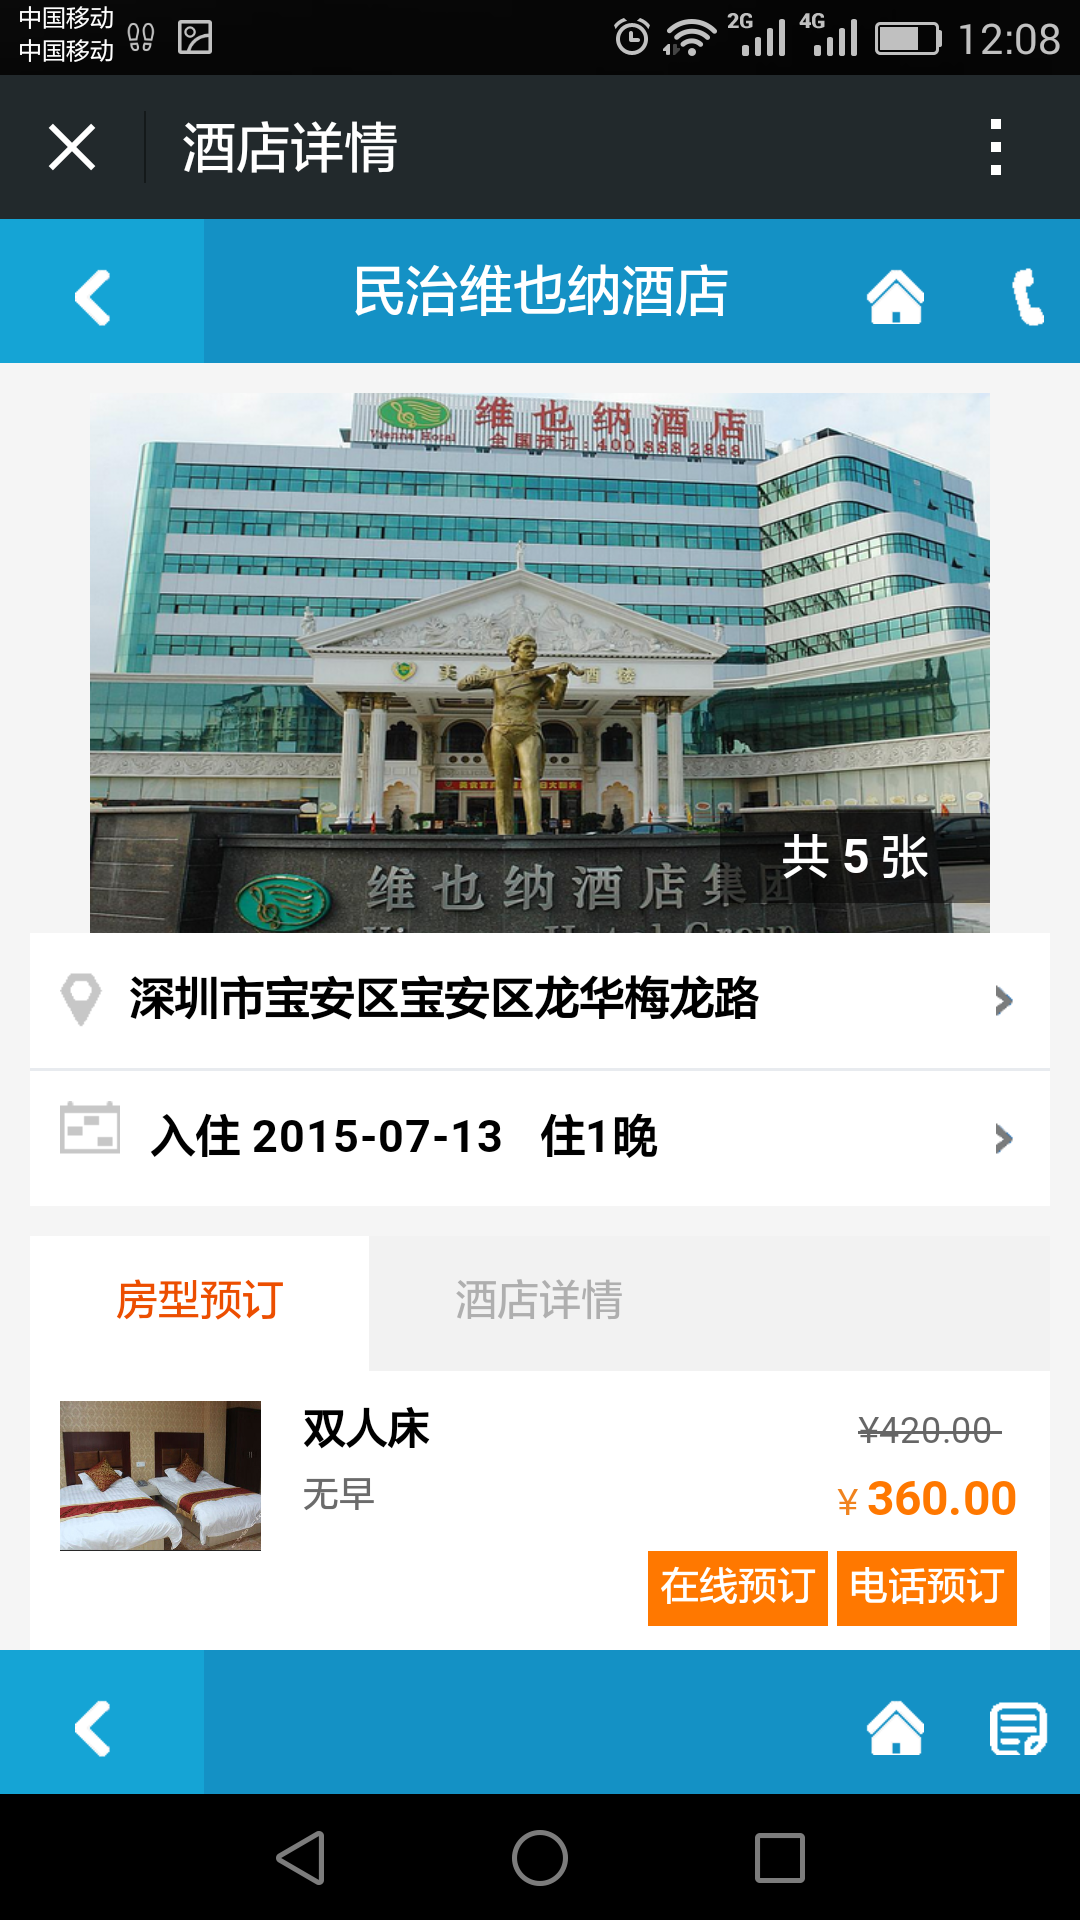 中国移动
中国移动
2G
4G
12:08
酒店详情
民治维也纳酒店
维也纳酒店
Vienna Hotel
全国预订:400 888 2888
维也纳酒店集团
共 5 张
深圳市宝安区宝安区龙华梅龙路
入住 2015-07-13 住1晚
房型预订
酒店详情
双人床
¥420.00
无早
¥ 360.00
在线预订
电话预订